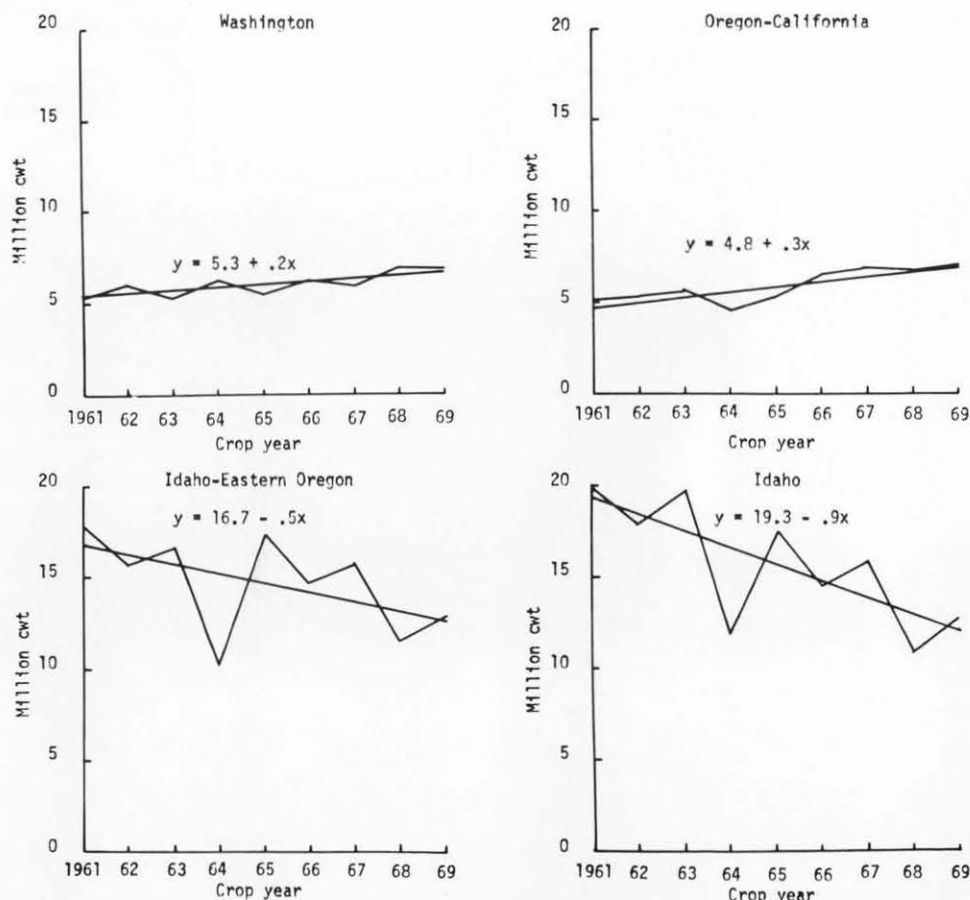 Washington
Million cwt
20
15
10
5
0
y = 5.3 + .2x
1961 62 63 64 65 66 67 68 69
Crop year
Oregon-California
Million cwt
20
15
10
5
0
y = 4.8 + .3x
1961 62 63 64 65 66 67 68 69
Crop year
Idaho-Eastern Oregon
Million cwt
20
15
10
5
0
y = 16.7 - .5x
1961 62 63 64 65 66 67 68 69
Crop year
Idaho
Million cwt
20
15
10
5
0
y = 19.3 - .9x
1961 62 63 64 65 66 67 68 69
Crop year